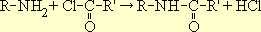 R-NH₂ + Cl-C-R' → R-NH-C-R' + HCl
O O